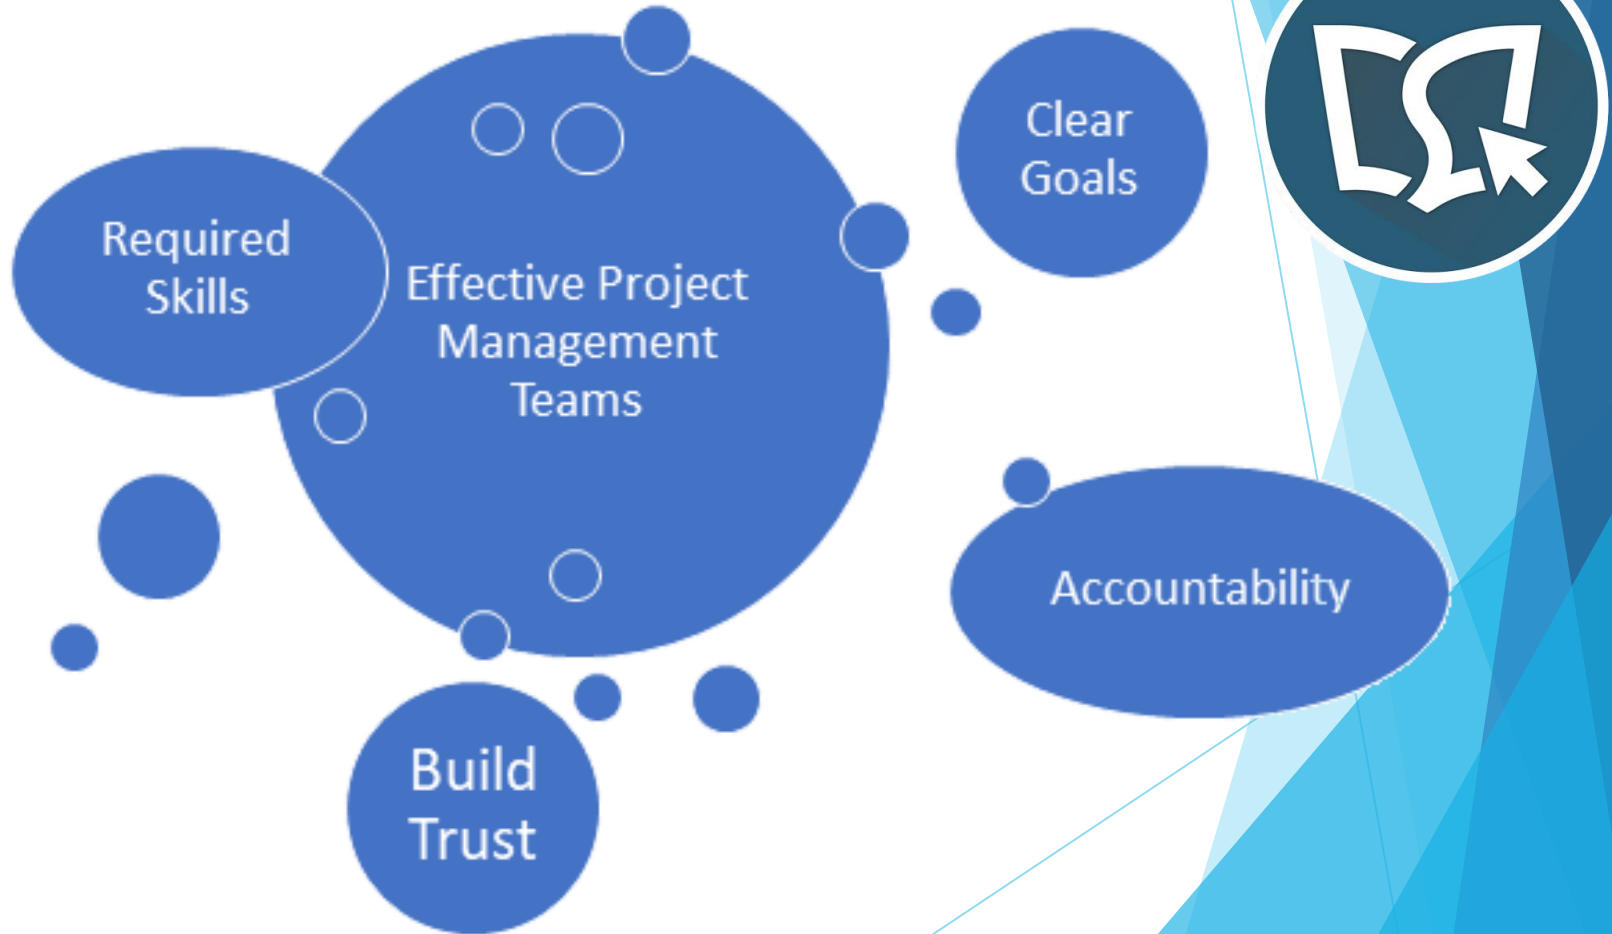 Required
Skills
Effective Project
Management
Teams
Clear
Goals
Accountability
Build
Trust